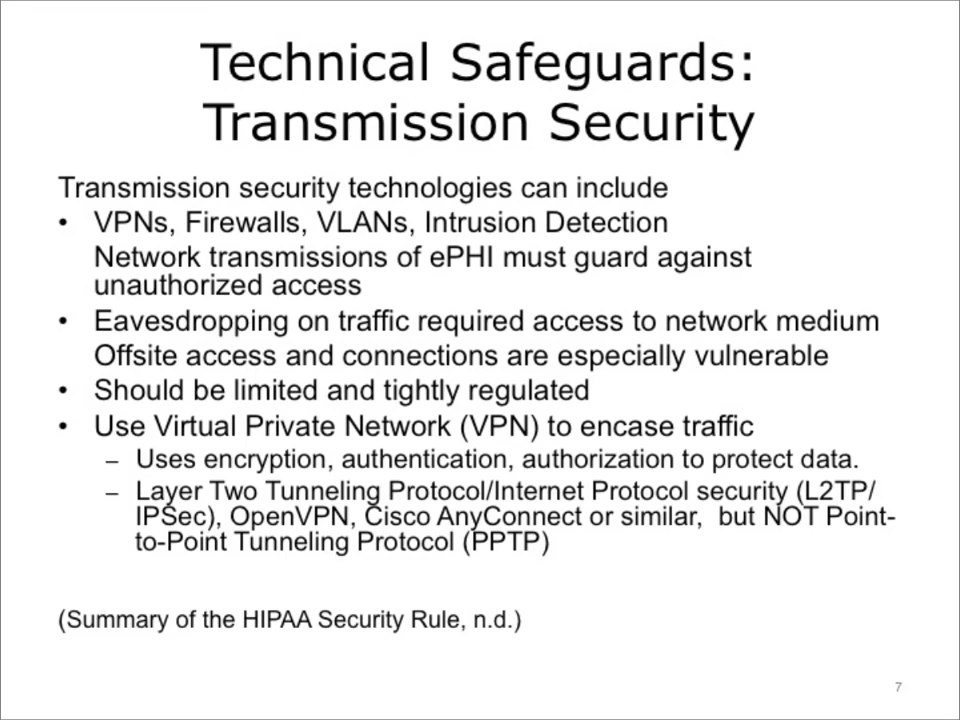 Technical Safeguards:
Transmission Security
Transmission security technologies can include
• VPNs, Firewalls, VLANs, Intrusion Detection
Network transmissions of ePHI must guard against
unauthorized access
• Eavesdropping on traffic required access to network medium
Offsite access and connections are especially vulnerable
• Should be limited and tightly regulated
• Use Virtual Private Network (VPN) to encase traffic
– Uses encryption, authentication, authorization to protect data.
– Layer Two Tunneling Protocol/Internet Protocol security (L2TP/
IPSec), OpenVPN, Cisco AnyConnect or similar,  but NOT Point-
to-Point Tunneling Protocol (PPTP)
(Summary of the HIPAA Security Rule, n.d.)
7